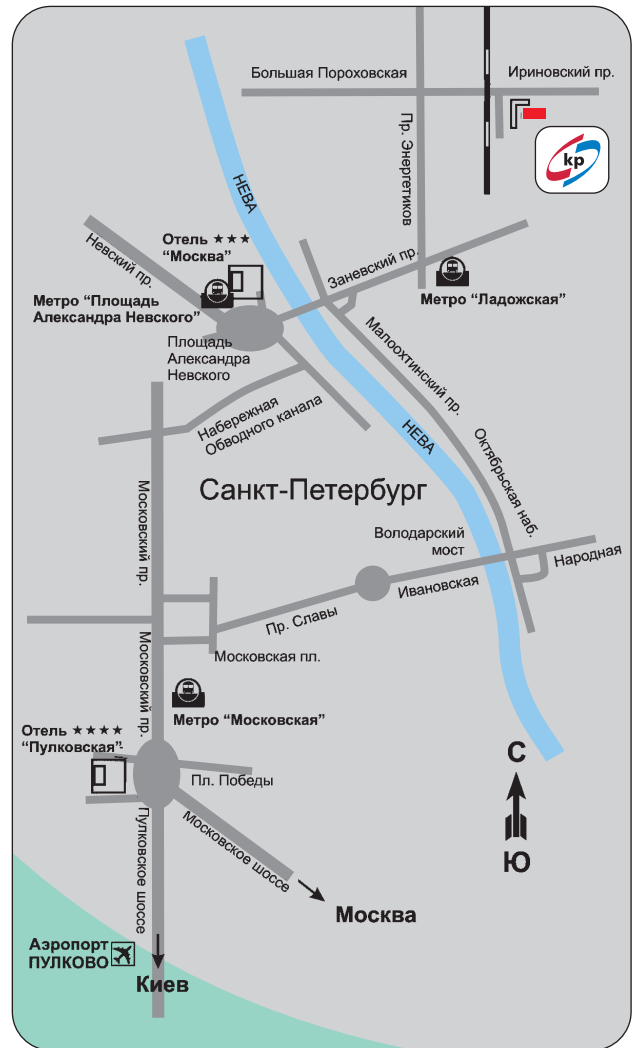 Большая Пороховская
Ириновский пр.
Пр. Энергетиков
kp
НЕВА
Невский пр.
Отель ★★★
“Москва”
Заневский пр.
Метро “Площадь
Александра Невского”
Метро “Ладожская”
Площадь
Александра
Невского
Малоохтинский пр.
Набережная
Обводного канала
НЕВА
Октябрьская наб.
Санкт-Петербург
Московский пр.
Володарский
мост
Народная
Ивановская
Пр. Славы
Московский пр.
Московская пл.
Метро “Московская”
Отель ★★★★
“Пулковская”
Пл. Победы
С
Ю
Пулковское шоссе
Московское шоссе
Москва
Аэропорт
ПУЛКОВО
Киев